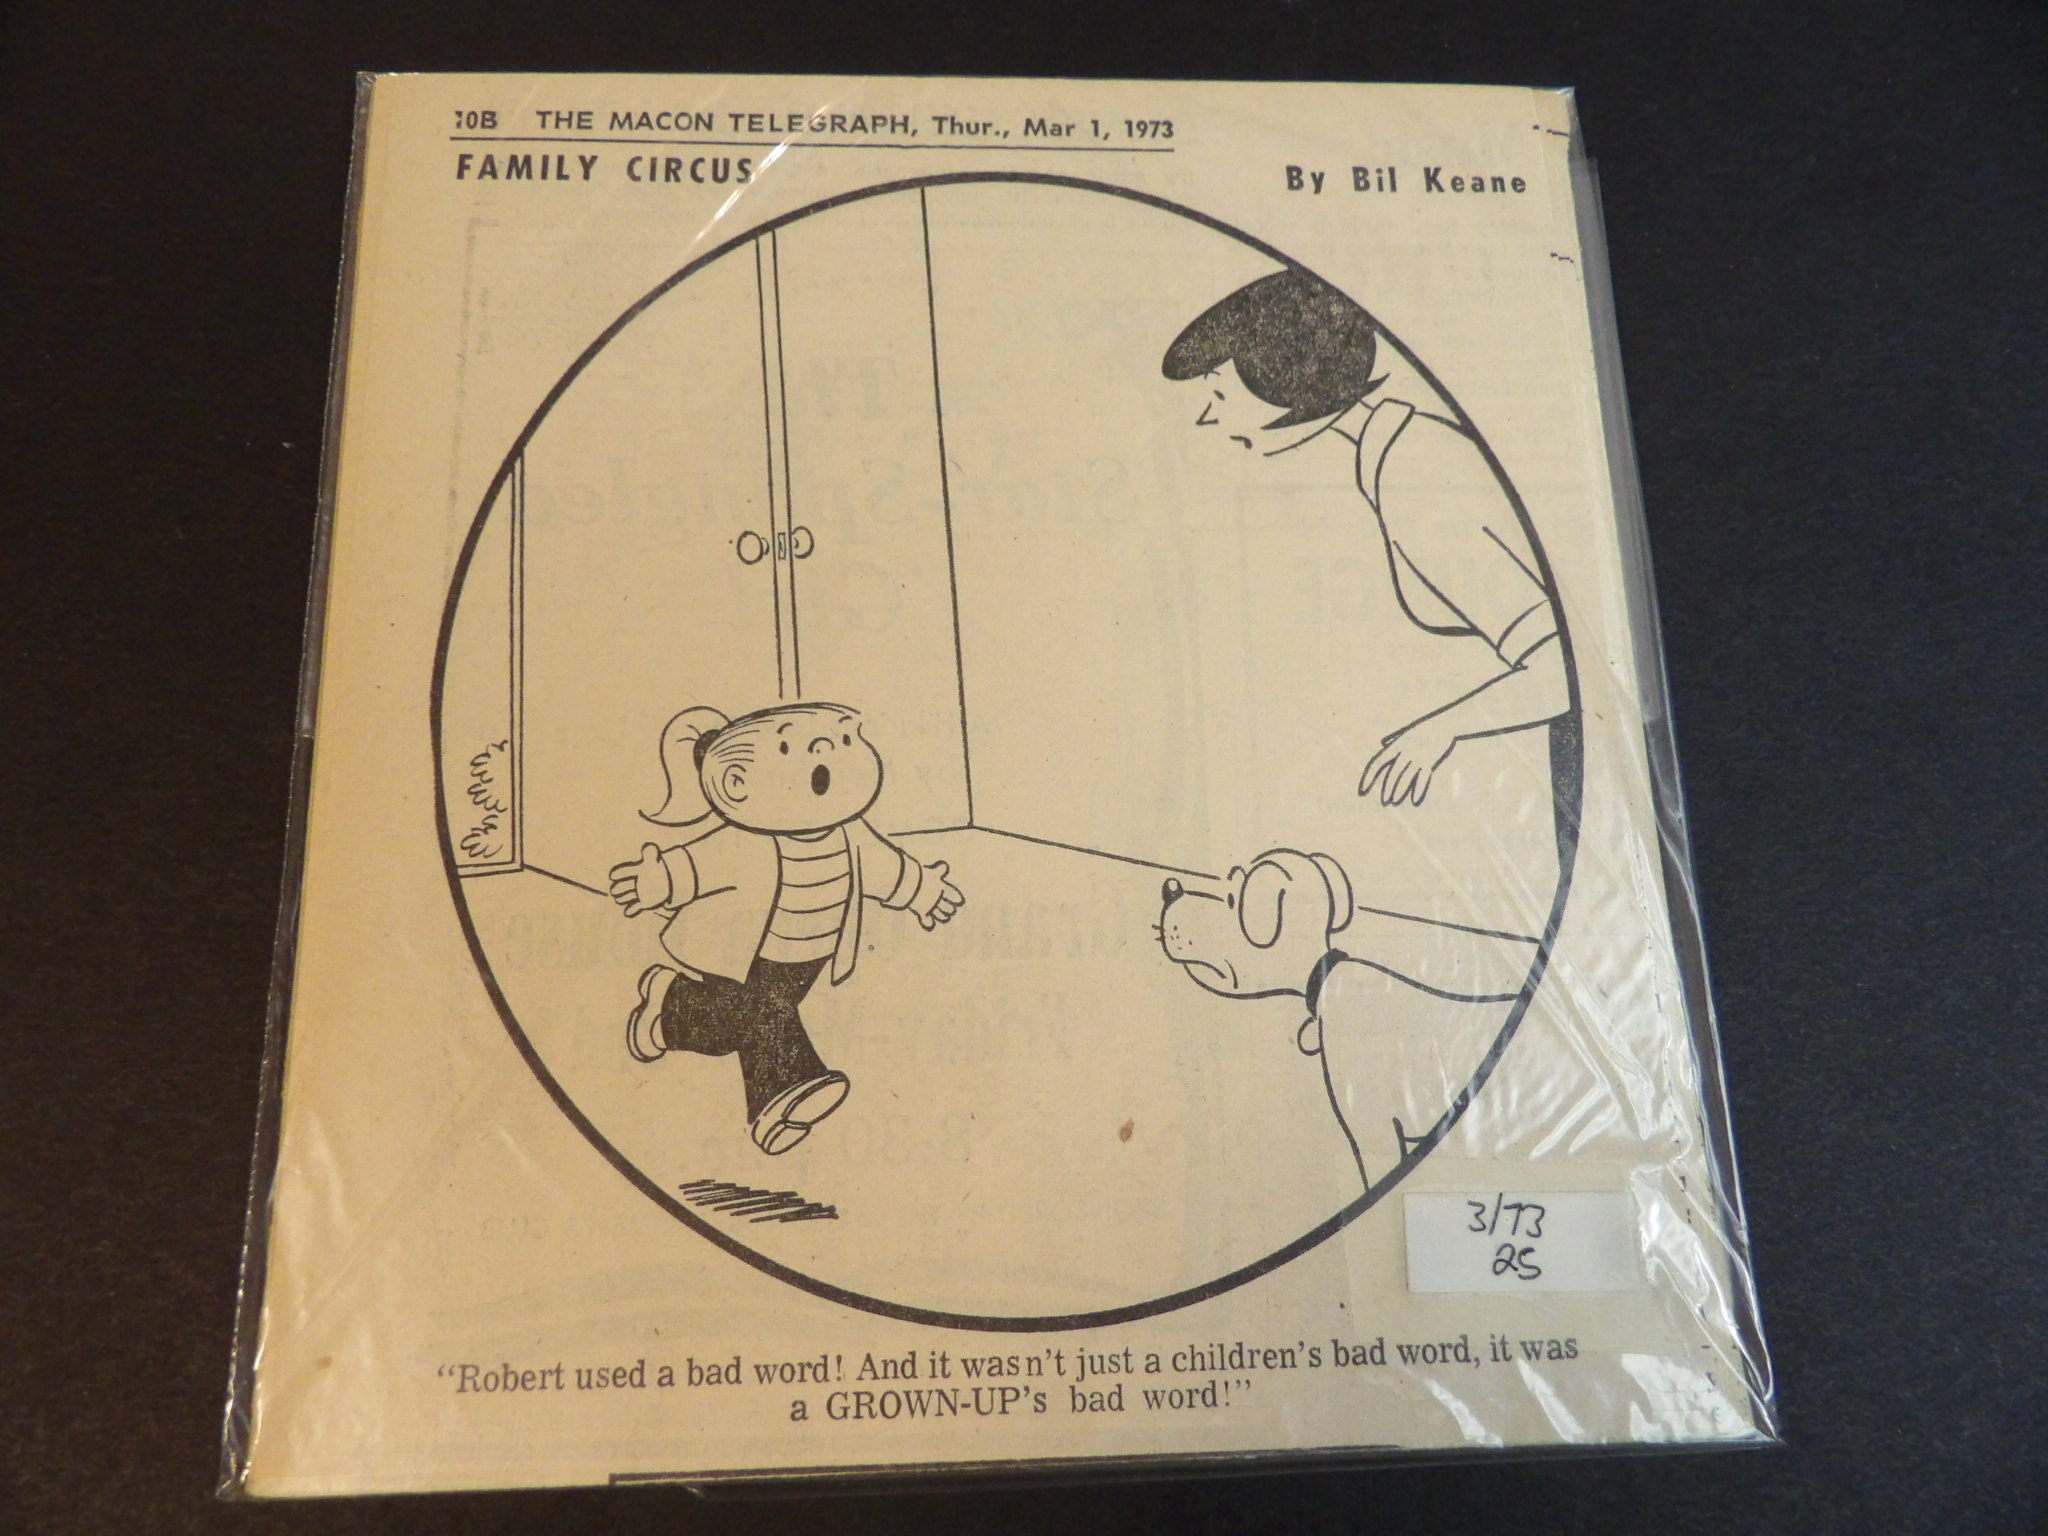 10B THE MACON TELEGRAPH, Thur., Mar 1, 1973
FAMILY CIRCUS By Bil Keane
3/73
25
“Robert used a bad word! And it wasn't just a children's bad word, it was
a GROWN-UP's bad word!”